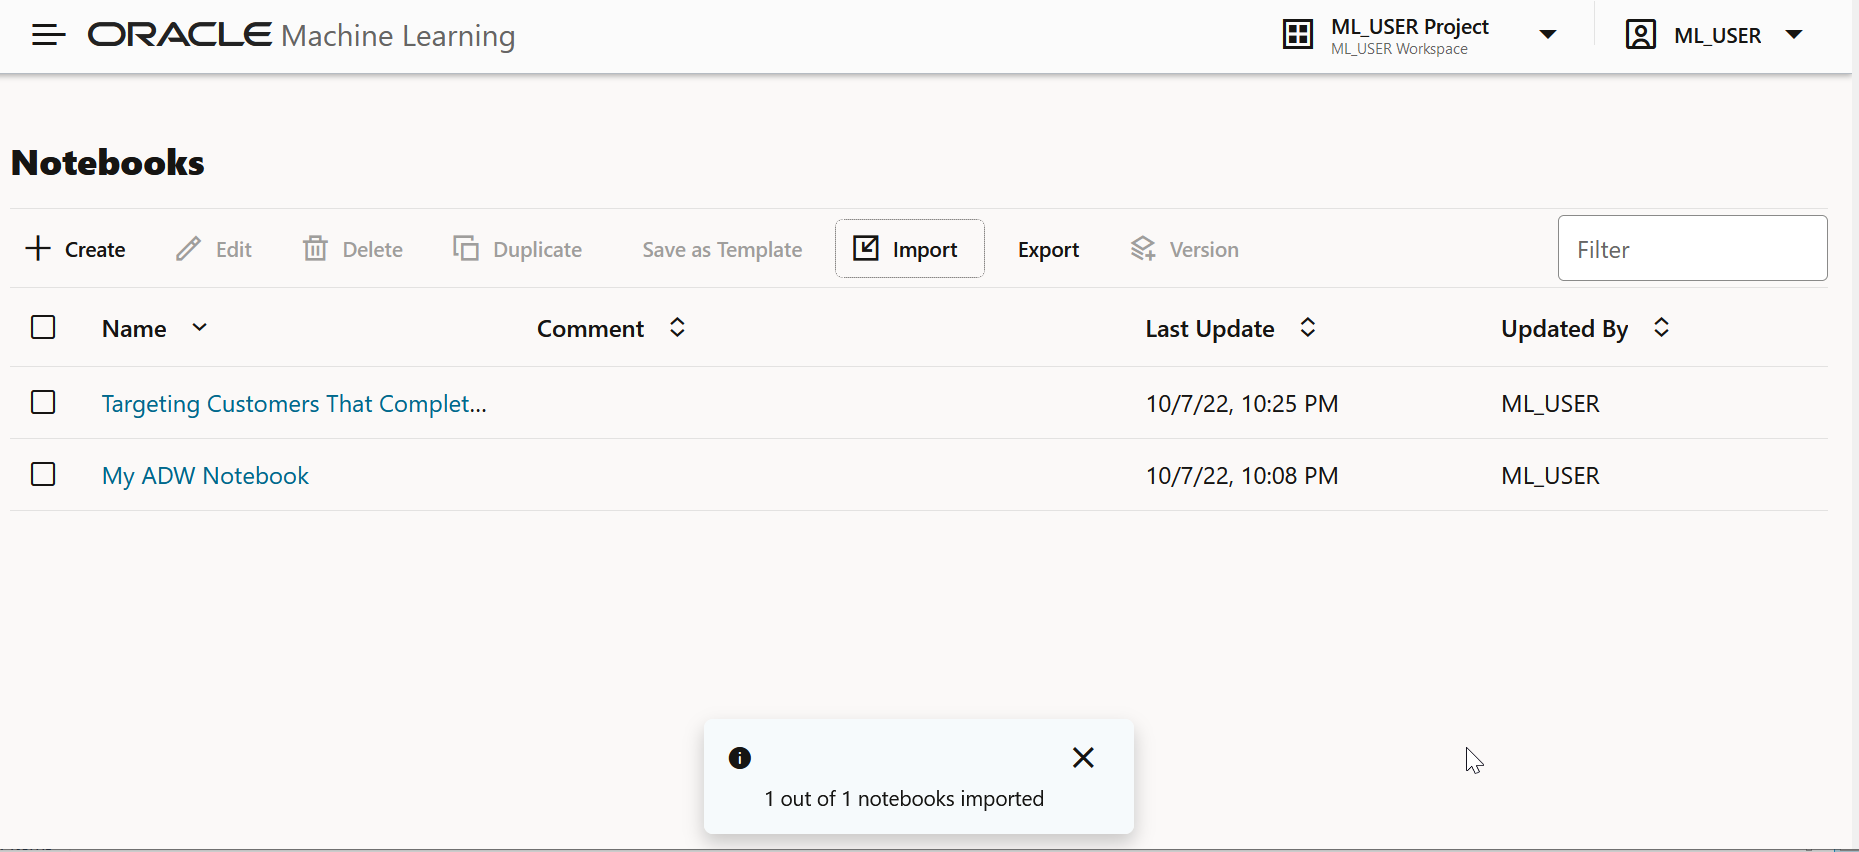 ORACLE Machine Learning
ML_USER Project
ML_USER Workspace
ML_USER
Notebooks
Create Edit Delete Duplicate Save as Template Import Export Version Filter
Name Comment Last Update Updated By
Targeting Customers That Complet... 10/7/22, 10:25 PM ML_USER
My ADW Notebook 10/7/22, 10:08 PM ML_USER
1 out of 1 notebooks imported